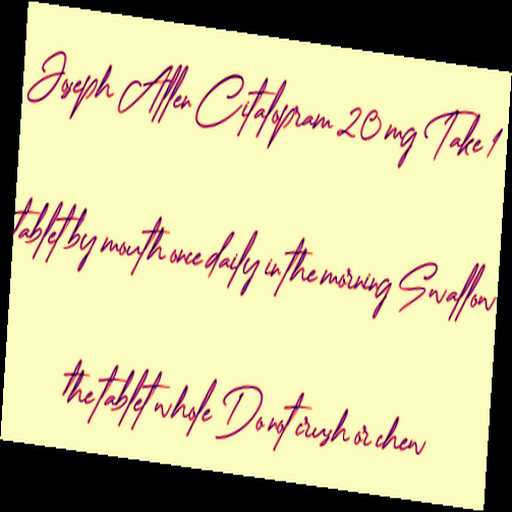 Joseph Allen Citalopram 20 mg Take 1
tablet by mouth once daily in the morning Swallow
the tablet whole Do not crush or chew